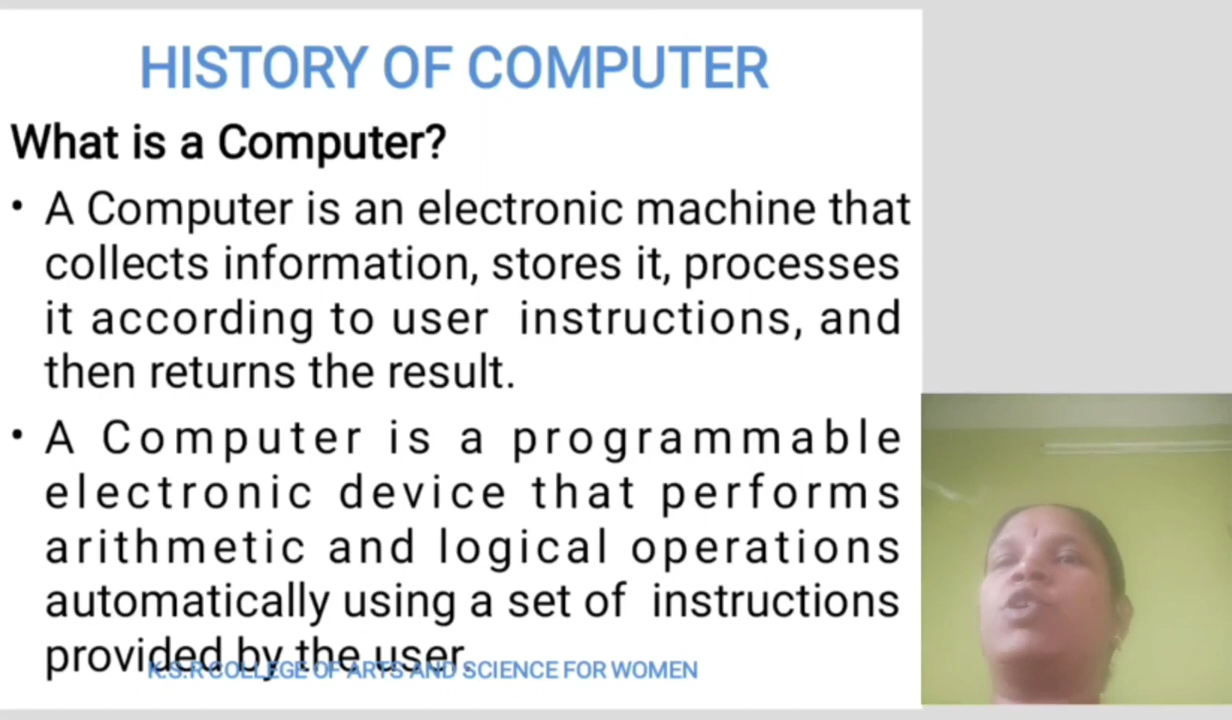 HISTORY OF COMPUTER
What is a Computer?
• A Computer is an electronic machine that
collects information, stores it, processes
it according to user instructions, and
then returns the result.
• A Computer is a programmable
electronic device that performs
arithmetic and logical operations
automatically using a set of instructions
provided by the user.
K.S.R COLLEGE OF ARTS AND SCIENCE FOR WOMEN